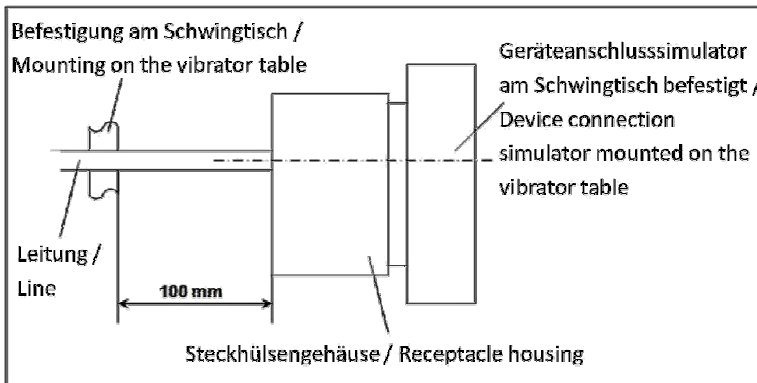 Befestigung am Schwingtisch /
Mounting on the vibrator table
Geräteanschlusssimulator
am Schwingtisch befestigt /
Device connection
simulator mounted on the
vibrator table
Leitung /
Line
100 mm
Steckhülsengehäuse / Receptacle housing